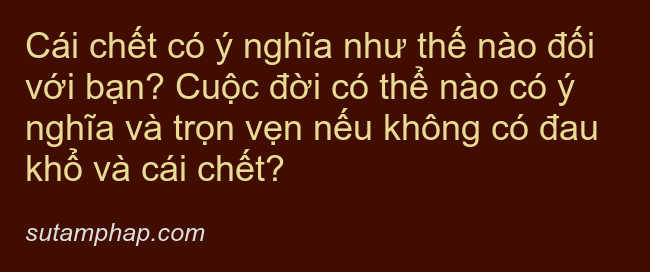 Cái chết có ý nghĩa như thế nào đối
với bạn? Cuộc đời có thể nào có ý
nghĩa và trọn vẹn nếu không có đau
khổ và cái chết?
sutamphap.com